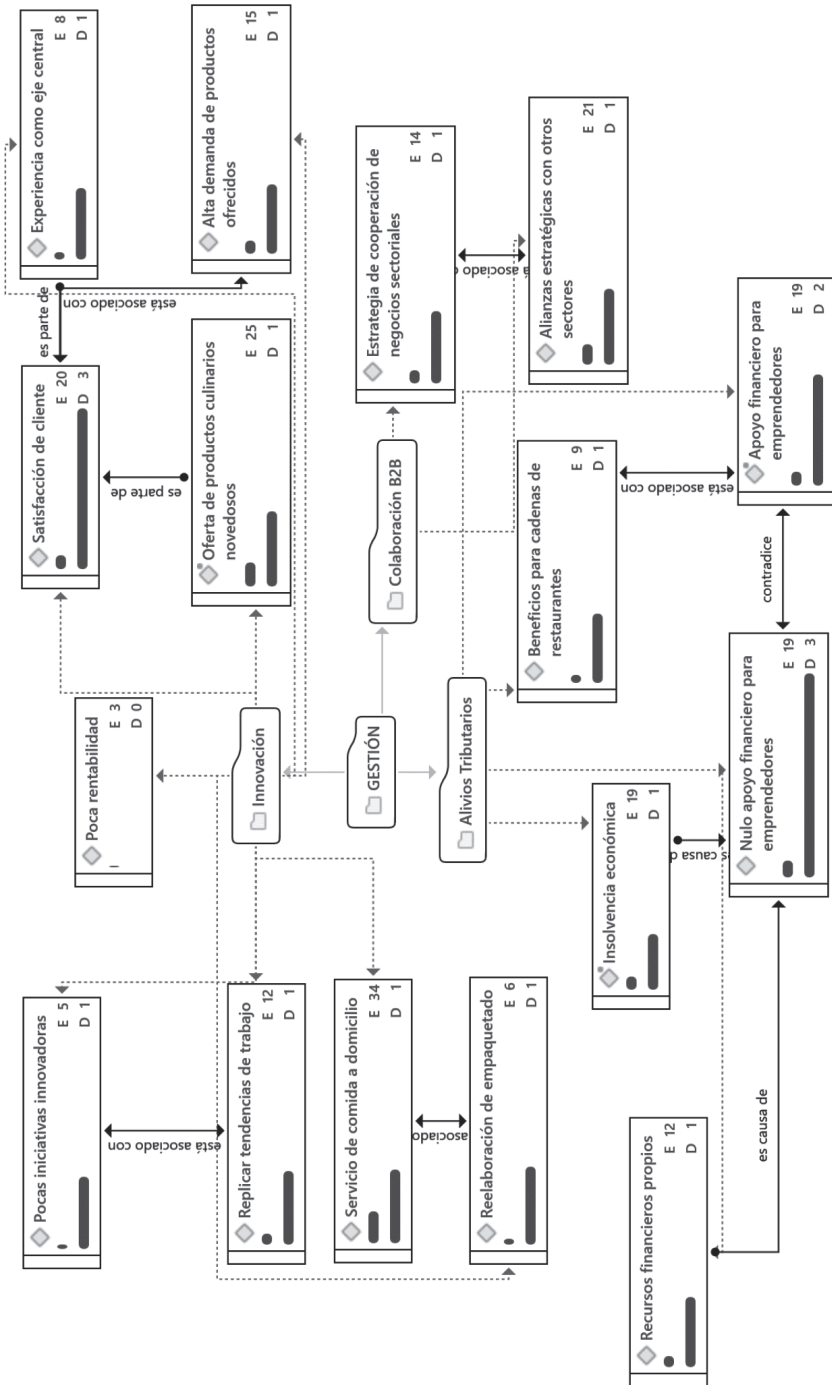 Pocas iniciativas innovadoras
E 5
D 1
Poca rentabilidad
E 3
D 0
Satisfacción de cliente
E 20
D 3
es parte de
Experiencia como eje central
E 8
D 1
está asociado con
es parte de
está asociado con
Replicar tendencias de trabajo
E 12
D 1
Innovación
Oferta de productos culinarios
novedosos
E 25
D 1
Alta demanda de productos
ofrecidos
E 15
D 1
Servicio de comida a domicilio
E 34
D 1
GESTIÓN
Colaboración B2B
Estrategia de cooperación de
negocios sectoriales
E 14
D 1
asociado
Alivios Tributarios
asociado
Reelaboración de empaquetado
E 6
D 1
Beneficios para cadenas de
restaurantes
E 9
D 1
Alianzas estratégicas con otros
sectores
E 21
D 1
Insolvencia económica
E 19
D 1
está asociado con
causa
Recursos financieros propios
E 12
D 1
es causa de
Nulo apoyo financiero para
emprendedores
E 19
D 3
contradice
Apoyo financiero para
emprendedores
E 19
D 2